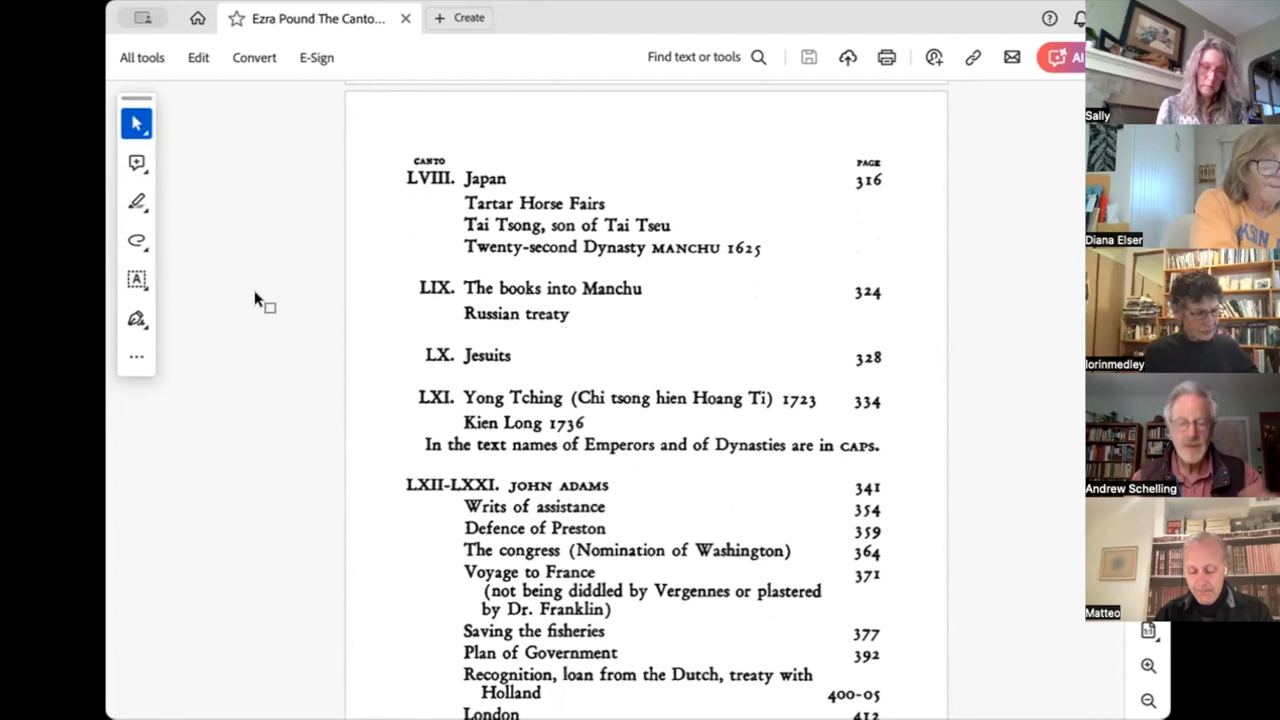 Ezra Pound The Canto...
Create
All tools
Edit
Convert
E-Sign
Find text or tools
AI
CANTO PAGE
LVIII. Japan 316
Tartar Horse Fairs
Tai Tsong, son of Tai Tseu
Twenty-second Dynasty MANCHU 1625
LIX. The books into Manchu 324
Russian treaty
LX. Jesuits 328
LXI. Yong Tching (Chi tsong hien Hoang Ti) 1723 334
Kien Long 1736
In the text names of Emperors and of Dynasties are in CAPS.
LXII-LXXI. JOHN ADAMS 341
Writs of assistance 354
Defence of Preston 359
The congress (Nomination of Washington) 364
Voyage to France 371
(not being diddled by Vergennes or plastered
by Dr. Franklin)
Saving the fisheries 377
Plan of Government 392
Recognition, loan from the Dutch, treaty with
Holland 400-05
London 412
Sally
Diana Elser
lorinmedley
Andrew Schelling
Matteo